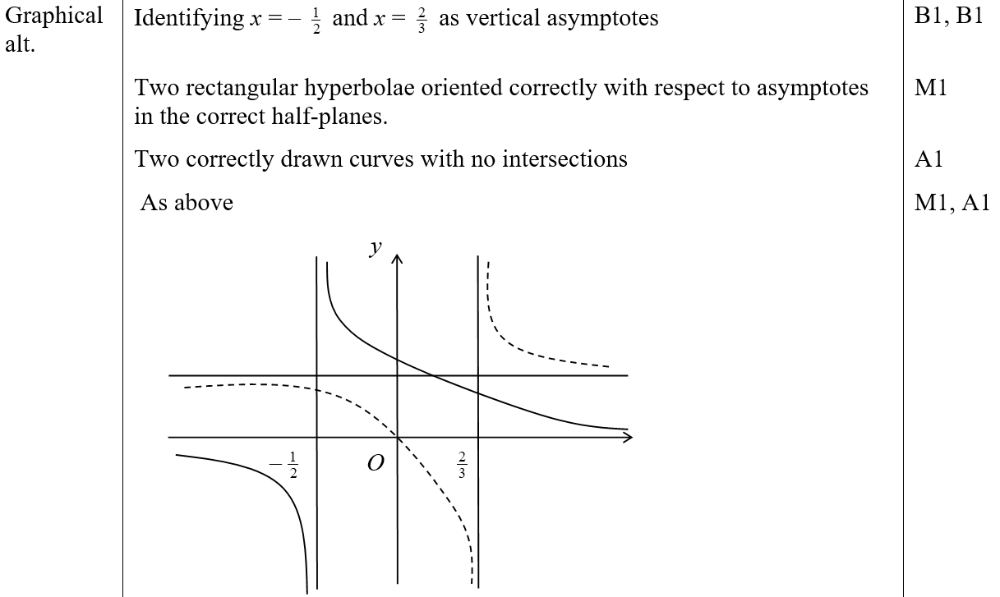 Graphical Identifying x = – 1/2 and x = 2/3 as vertical asymptotes B1, B1
alt.
Two rectangular hyperbolae oriented correctly with respect to asymptotes M1
in the correct half-planes.
Two correctly drawn curves with no intersections A1
As above M1, A1
y
– 1/2 O 2/3